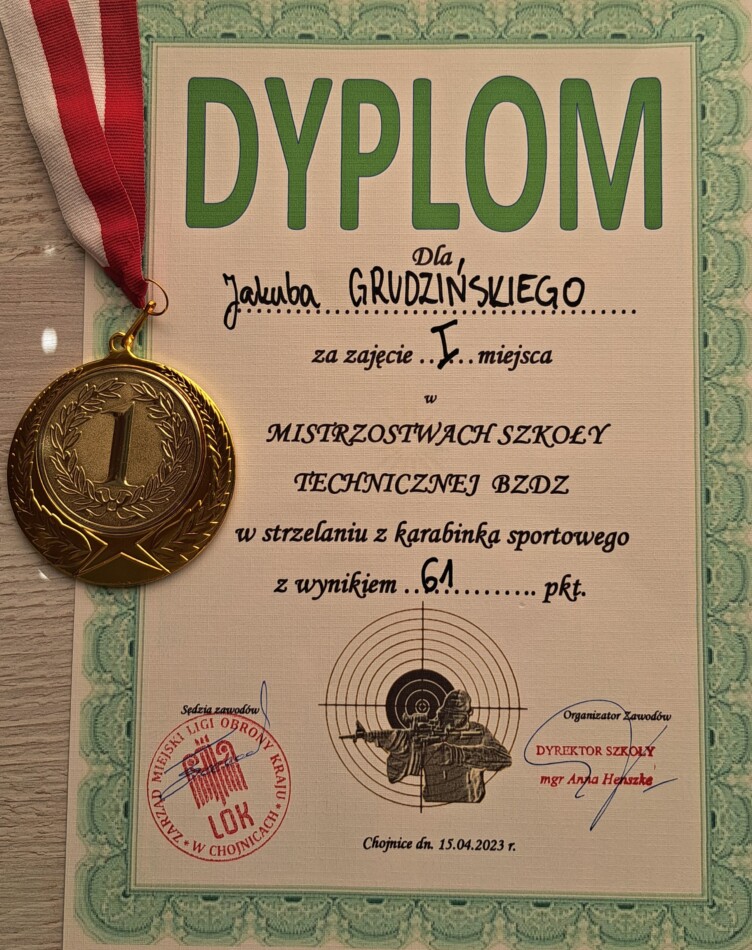 DYPLOM
Dla
Jakuba GRUDZIŃSKIEGO
za zajęcie ..I.. miejsca
w
MISTRZOSTWACH SZKOŁY
TECHNICZNEJ BZDZ
w strzelaniu z karabinka sportowego
z wynikiem ..61........... pkt.
1
Sędzia zawodów
ZARZĄD MIEJSKI LIGI OBRONY KRAJU
LOK
* W CHOJNICACH *
Organizator Zawodów
DYREKTOR SZKOŁY
mgr Anna Henszke
Chojnice dn. 15.04.2023 r.